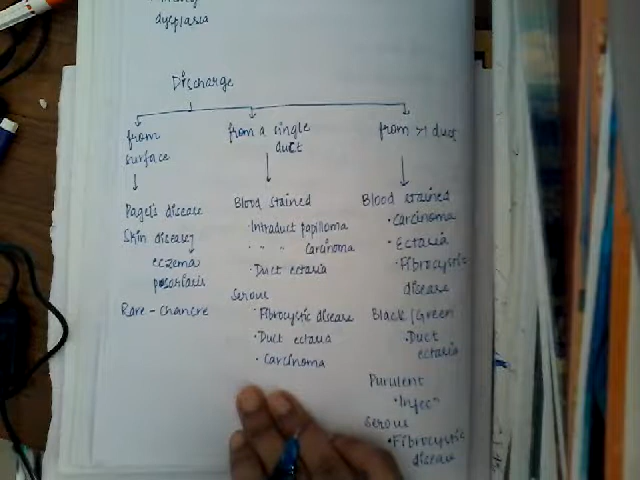 dysplasia
Discharge
from surface
Paget's disease
Skin diseases
eczema
psoriasis
Rare - chancre
from a single duct
Blood stained
• Intraduct papilloma
• " " carcinoma
• Duct ectasia
Serous
• Fibrocystic disease
• Duct ectasia
• Carcinoma
from >1 duct
Blood stained
• Carcinoma
• Ectasia
• Fibrocystic
disease
Black/Green
• Duct
ectasia
Purulent
• Infecⁿ
Serous
• Fibrocystic
disease